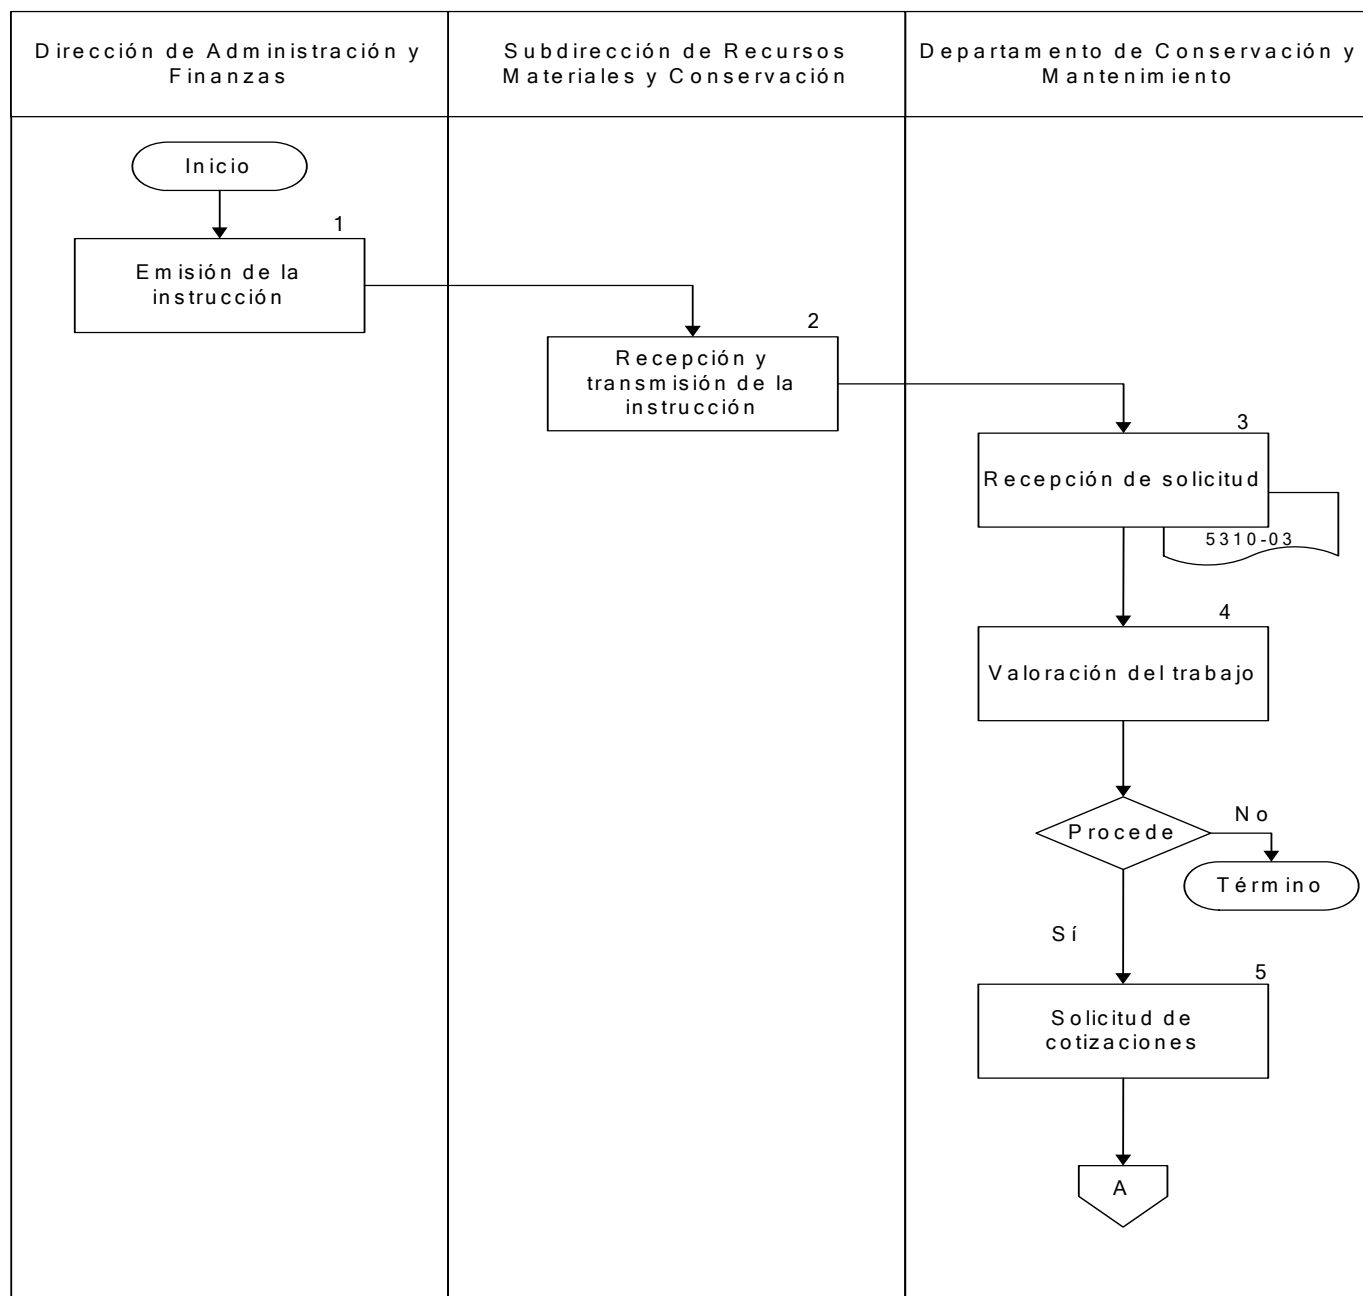 Dirección de Administración y
Finanzas
Subdirección de Recursos
Materiales y Conservación
Departamento de Conservación y
Mantenimiento
Inicio
1
Emisión de la
instrucción
2
Recepción y
transmisión de la
instrucción
3
Recepción de solicitud
5310-03
4
Valoración del trabajo
Procede
No
Término
Sí
5
Solicitud de
cotizaciones
A